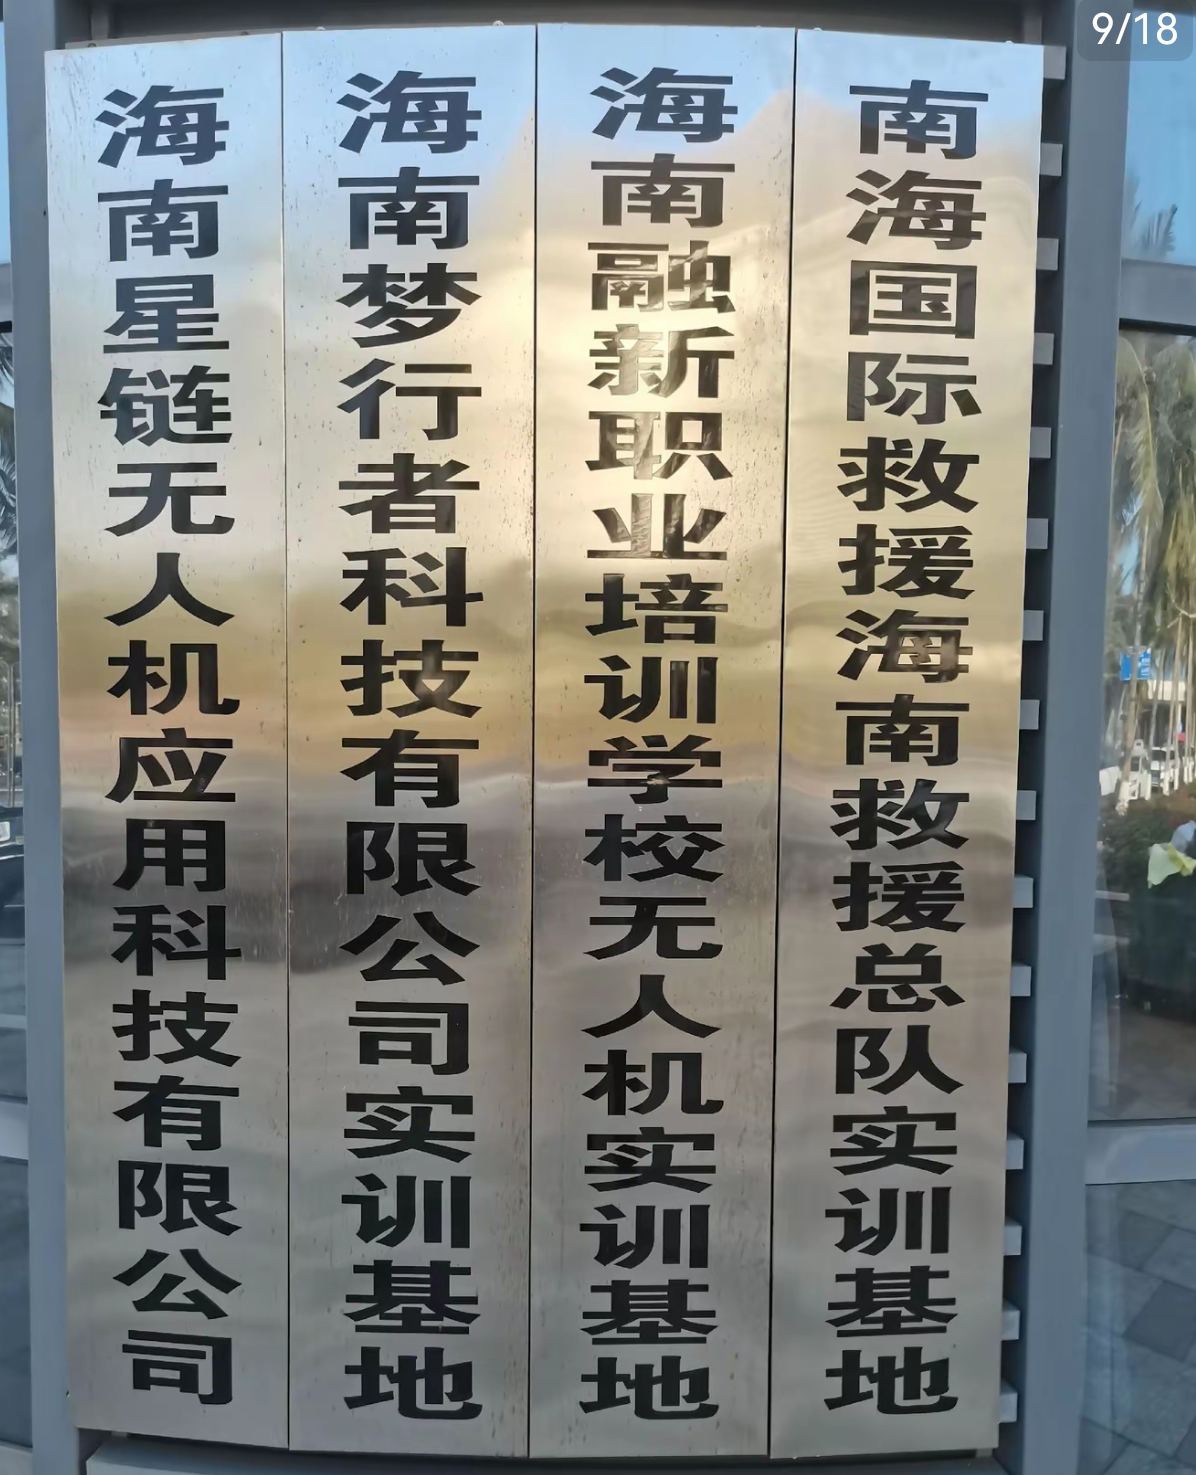 9/18
海南星链无人机应用科技有限公司
海南梦行者科技有限公司实训基地
海南融新职业培训学校无人机实训基地
南海国际救援海南救援总队实训基地